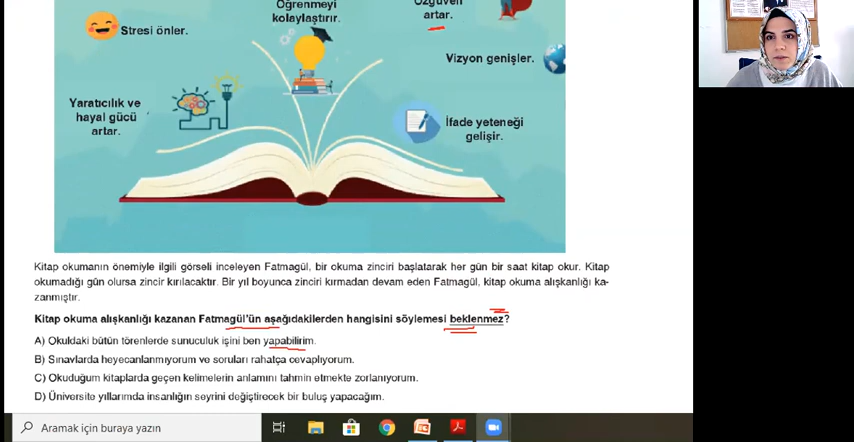 Öğrenmeyi
kolaylaştırır.
Özgüven
artar.
Stresi önler.
Vizyon genişler.
Yaratıcılık ve
hayal gücü
artar.
İfade yeteneği
gelişir.
Kitap okumanın önemiyle ilgili görseli inceleyen Fatmagül, bir okuma zinciri başlatarak her gün bir saat kitap okur. Kitap
okumadığı gün olursa zincir kırılacaktır. Bir yıl boyunca zinciri kırmadan devam eden Fatmagül, kitap okuma alışkanlığı ka-
zanmıştır.
Kitap okuma alışkanlığı kazanan Fatmagül'ün aşağıdakilerden hangisini söylemesi beklenmez?
A) Okuldaki bütün törenlerde sunuculuk işini ben yapabilirim.
B) Sınavlarda heyecanlanmıyorum ve soruları rahatça cevaplıyorum.
C) Okuduğum kitaplarda geçen kelimelerin anlamını tahmin etmekte zorlanıyorum.
D) Üniversite yıllarımda insanlığın seyrini değiştirecek bir buluş yapacağım.
Aramak için buraya yazın